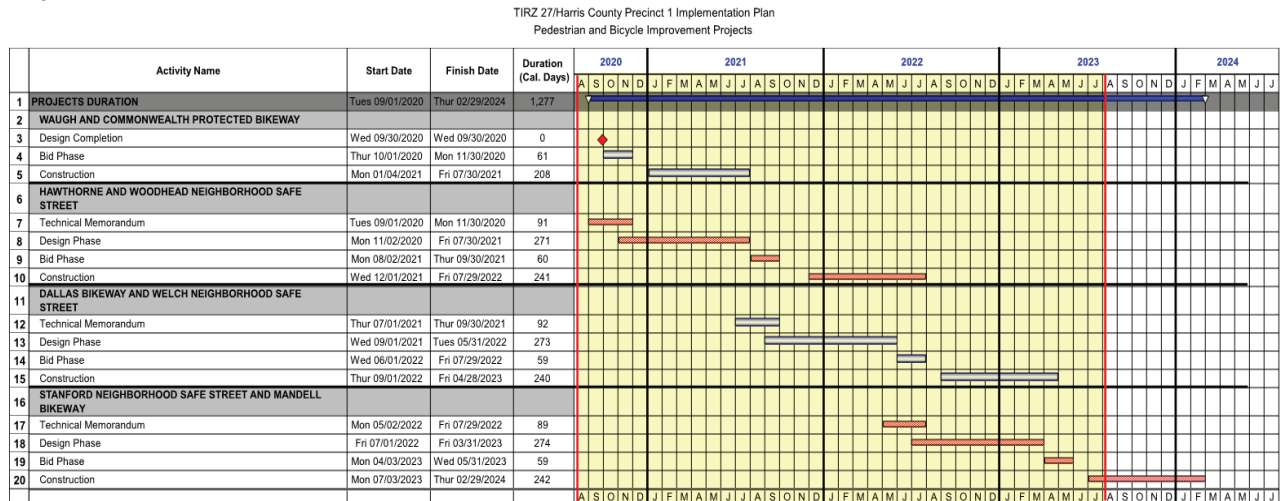 TIRZ 27/Harris County Precinct 1 Implementation Plan
Pedestrian and Bicycle Improvement Projects
Activity Name Start Date Finish Date Duration (Cal. Days) 2020 2021 2022 2023 2024
A S O N D J F M A M J J A S O N D J F M A M J J A S O N D J F M A M J J A S O N D J F M A M J J
1 PROJECTS DURATION Tues 09/01/2020 Thur 02/29/2024 1,277
2 WAUGH AND COMMONWEALTH PROTECTED BIKEWAY
3 Design Completion Wed 09/30/2020 Wed 09/30/2020 0
4 Bid Phase Thur 10/01/2020 Mon 11/30/2020 61
5 Construction Mon 01/04/2021 Fri 07/30/2021 208
6 HAWTHORNE AND WOODHEAD NEIGHBORHOOD SAFE
STREET
7 Technical Memorandum Tues 09/01/2020 Mon 11/30/2020 91
8 Design Phase Mon 11/02/2020 Fri 07/30/2021 271
9 Bid Phase Mon 08/02/2021 Thur 09/30/2021 60
10 Construction Wed 12/01/2021 Fri 07/29/2022 241
11 DALLAS BIKEWAY AND WELCH NEIGHBORHOOD SAFE
STREET
12 Technical Memorandum Thur 07/01/2021 Thur 09/30/2021 92
13 Design Phase Wed 09/01/2021 Tues 05/31/2022 273
14 Bid Phase Wed 06/01/2022 Fri 07/29/2022 59
15 Construction Thur 09/01/2022 Fri 04/28/2023 240
16 STANFORD NEIGHBORHOOD SAFE STREET AND MANDELL
BIKEWAY
17 Technical Memorandum Mon 05/02/2022 Fri 07/29/2022 89
18 Design Phase Fri 07/01/2022 Fri 03/31/2023 274
19 Bid Phase Mon 04/03/2023 Wed 05/31/2023 59
20 Construction Mon 07/03/2023 Thur 02/29/2024 242
A S O N D J F M A M J J A S O N D J F M A M J J A S O N D J F M A M J J A S O N D J F M A M J J